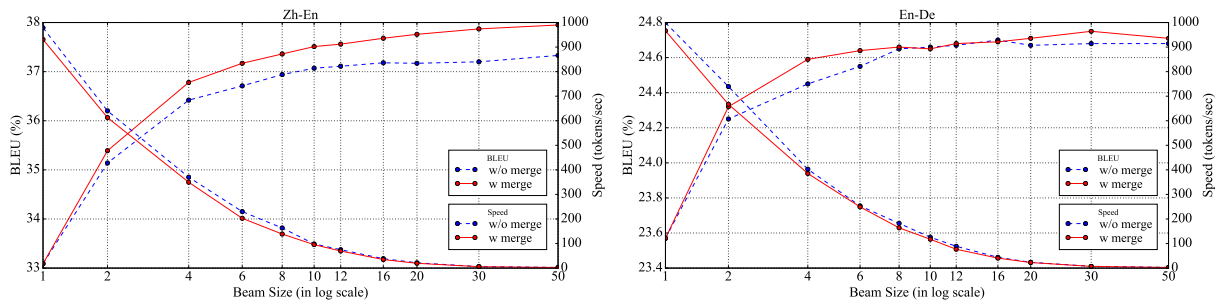 Zh-En
BLEU (%)
38
37
36
35
34
33
1000
900
800
700
600
500
400
300
200
100
0
Speed (tokens/sec)
BLEU
w/o merge
w merge
Speed
w/o merge
w merge
1 2 4 6 8 10 12 16 20 30 50
Beam Size (in log scale)
En-De
BLEU (%)
24.8
24.6
24.4
24.2
24.0
23.8
23.6
23.4
1000
900
800
700
600
500
400
300
200
100
0
Speed (tokens/sec)
BLEU
w/o merge
w merge
Speed
w/o merge
w merge
1 2 4 6 8 10 12 16 20 30 50
Beam Size (in log scale)